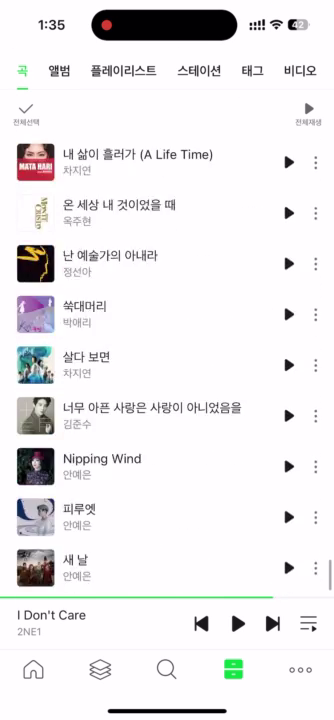 1:35
42
곡 앨범 플레이리스트 스테이션 태그 비디오
전체선택 전체재생
MATA HARI
내 삶이 흘러가 (A Life Time)
차지연
온 세상 내 것이었을 때
옥주현
난 예술가의 아내라
정선아
쑥대머리
박애리
살다 보면
차지연
너무 아픈 사랑은 사랑이 아니었음을
김준수
Nipping Wind
안예은
피루엣
안예은
새 날
안예은
I Don't Care
2NE1